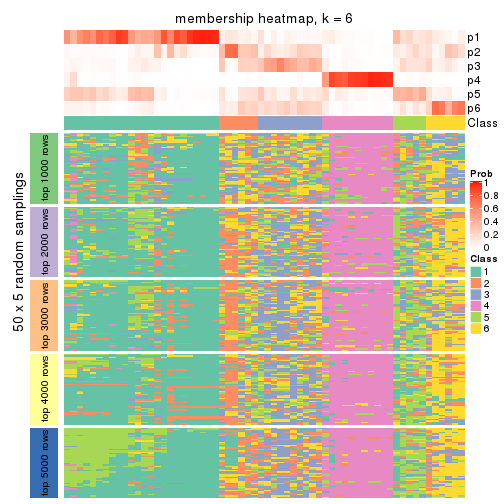 membership heatmap, k = 6
p1
p2
p3
p4
p5
p6
Class
50 x 5 random samplings
top 1000 rows
top 2000 rows
top 3000 rows
top 4000 rows
top 5000 rows
Prob
1
0.8
0.6
0.4
0.2
0
Class
1
2
3
4
5
6